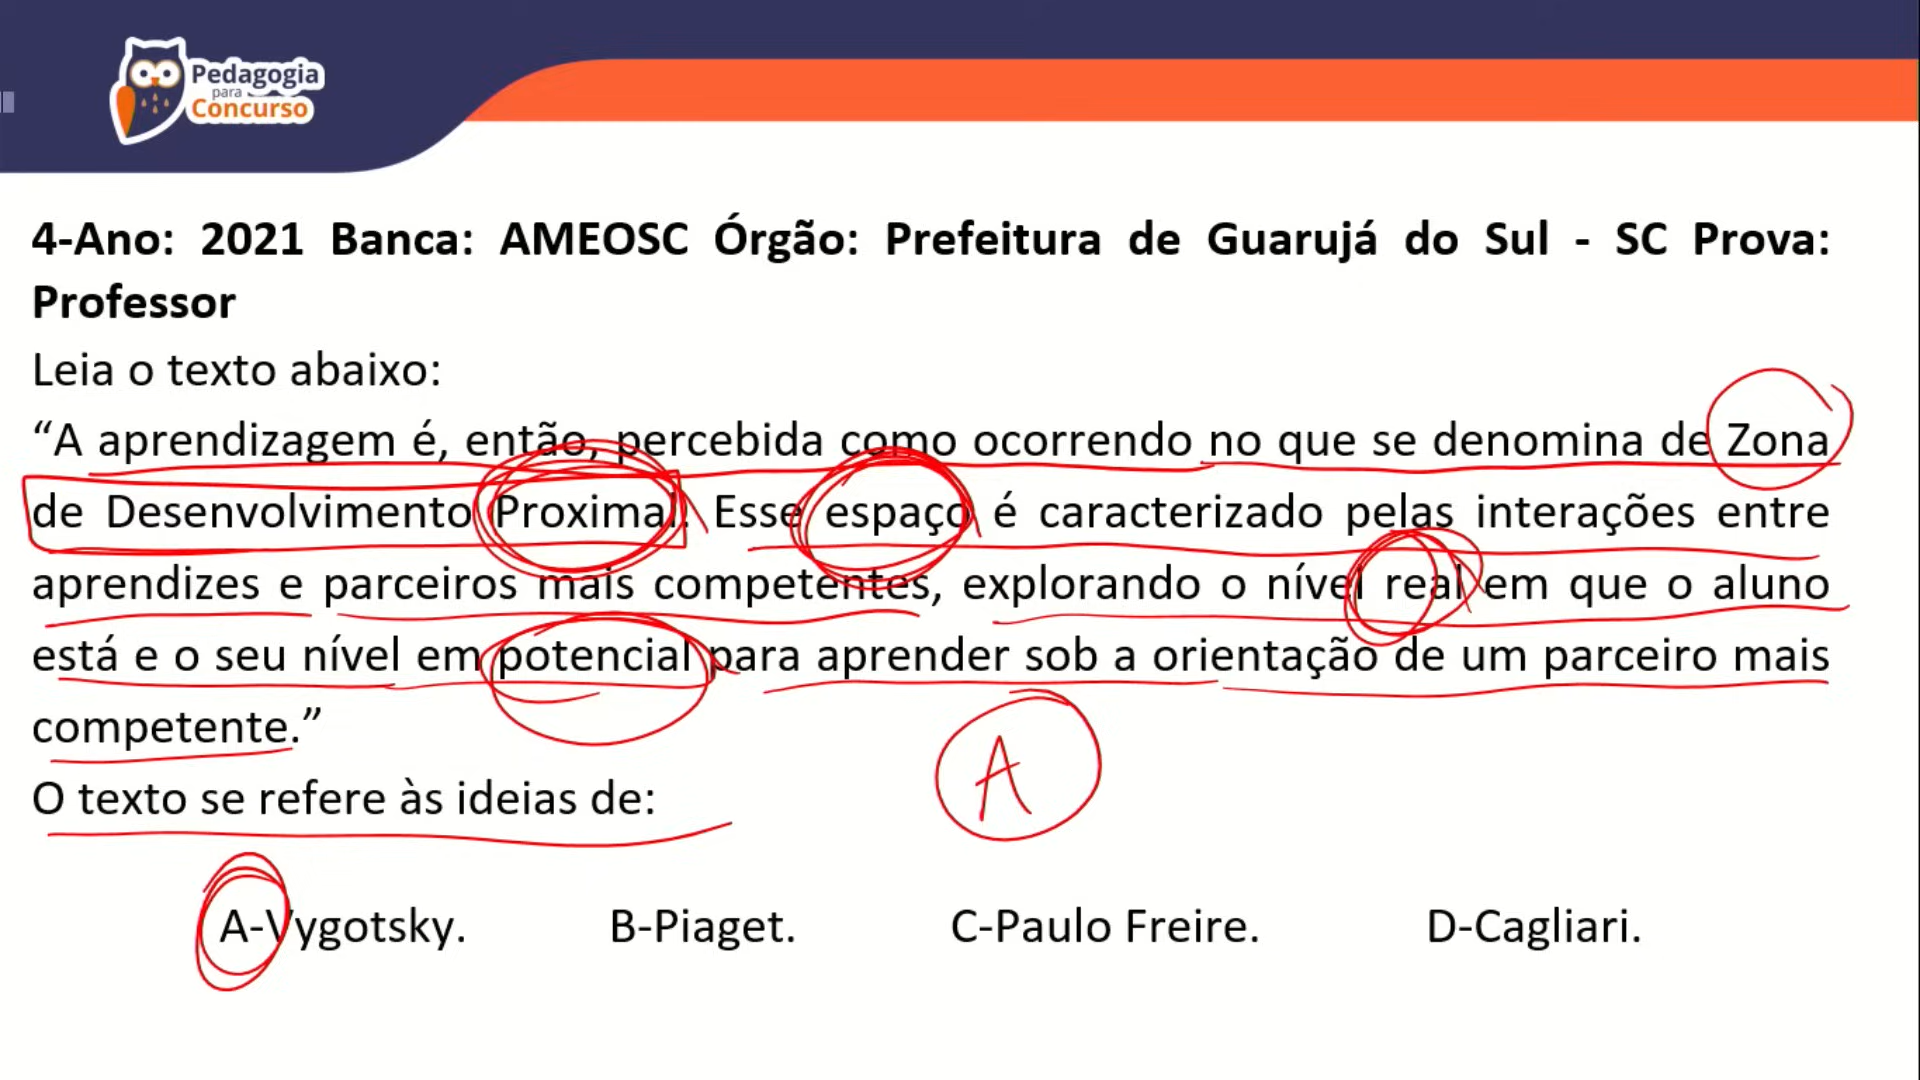 Pedagogia
para
Concurso
4-Ano: 2021 Banca: AMEOSC Órgão: Prefeitura de Guarujá do Sul - SC Prova:
Professor
Leia o texto abaixo:
“A aprendizagem é, então, percebida como ocorrendo no que se denomina de Zona
de Desenvolvimento Proximal. Esse espaço é caracterizado pelas interações entre
aprendizes e parceiros mais competentes, explorando o nível real em que o aluno
está e o seu nível em potencial para aprender sob a orientação de um parceiro mais
competente.”
A
O texto se refere às ideias de:
A-Vygotsky. B-Piaget. C-Paulo Freire. D-Cagliari.